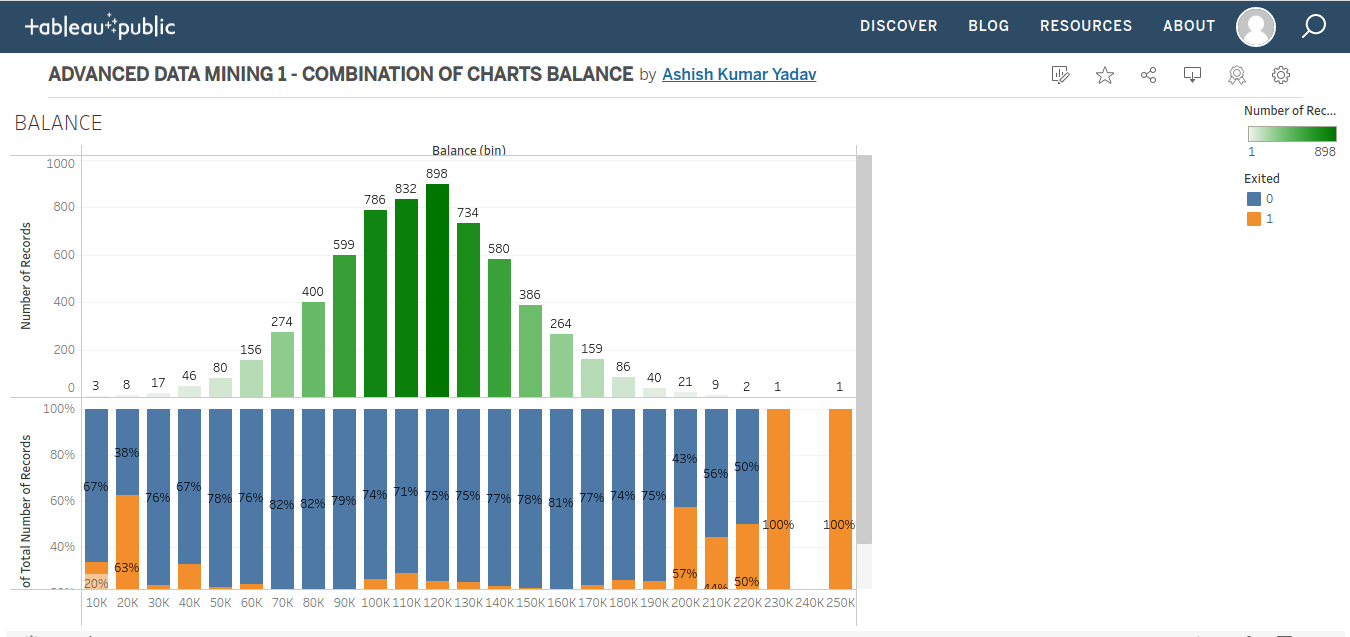 +ableau public
DISCOVER BLOG RESOURCES ABOUT
ADVANCED DATA MINING 1 - COMBINATION OF CHARTS BALANCE by Ashish Kumar Yadav
BALANCE
Number of Rec...
1 898
Exited
0
1
Balance (bin)
Number of Records
1000
800
600
400
200
0
3 8 17 46 80 156 274 400 599 786 832 898 734 580 386 264 159 86 40 21 9 2 1 1
of Total Number of Records
100%
80%
60%
40%
67% 38% 76% 67% 78% 76% 82% 82% 79% 74% 71% 75% 75% 77% 78% 81% 77% 74% 75% 43% 56% 50% 100% 100%
20% 63% 57% 44% 50%
10K 20K 30K 40K 50K 60K 70K 80K 90K 100K 110K 120K 130K 140K 150K 160K 170K 180K 190K 200K 210K 220K 230K 240K 250K